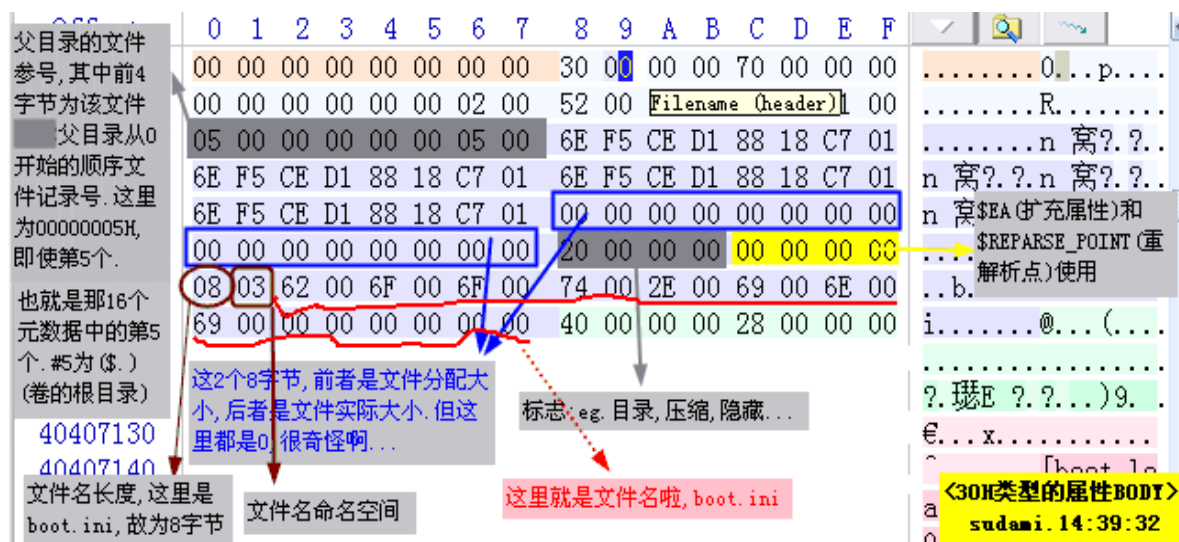 父目录的文件
参号,其中前4
字节为该文件
父目录从0
开始的顺序文
件记录号.这里
为00000005H,
即使第5个.
也就是那16个
元数据中的第5
个.#5为($.)
(卷的根目录)
40407130
40407140
0 1 2 3 4 5 6 7 8 9 A B C D E F
00 00 00 00 00 00 00 00 30 00 00 00 70 00 00 00 ........0...p....
00 00 00 00 00 00 02 00 52 00 Filename (header) 1 00 ........R.......
05 00 00 00 00 00 05 00 6E F5 CE D1 88 18 C7 01 ........n 窝?.?..
6E F5 CE D1 88 18 C7 01 6E F5 CE D1 88 18 C7 01 n 窝?.?.n 窝?.?..
6E F5 CE D1 88 18 C7 01 00 00 00 00 00 00 00 00 n
00 00 00 00 00 00 00 00 20 00 00 00 00 00 00 00
08 03 62 00 6F 00 6F 00 74 00 2E 00 69 00 6E 00 ..b.
69 00 00 00 00 00 00 00 40 00 00 00 28 00 00 00 i.......@...(....
?.瑟E ?.?...)9. .
€...x............
[boot lo
a
$EA(扩充属性)和
$REPARSE_POINT(重
解析点)使用
这2个8字节,前者是文件分配大
小,后者是文件实际大小.但这
里都是0,很奇怪啊...
标志.eg.目录,压缩,隐藏...
文件名长度,这里是
boot.ini,故为8字节
文件名命名空间
这里就是文件名啦,boot.ini
<30H类型的属性BODY>
sudami.14:39:32